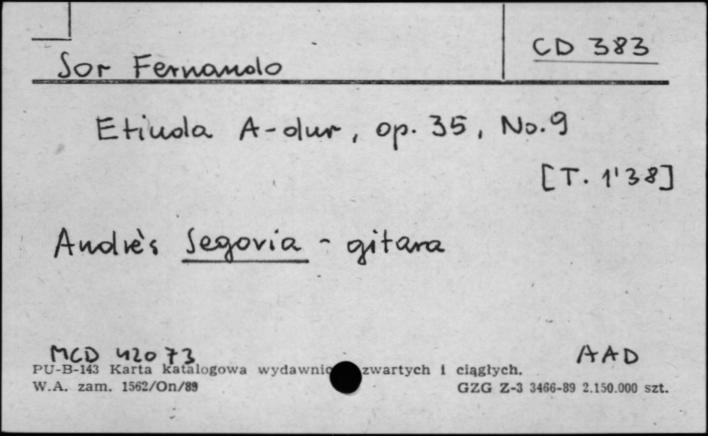 CD 383
Sor Fernando
Etiuda A-dur, op. 35, No. 9
[T. 1'38]
Andrès Segovia - gitara
MCD 42073
AAD
PU-B-143 Karta katalogowa wydawnic zwartych i ciągłych.
W.A. zam. 1562/On/89
GZG Z-3 3466-89 2.150.000 szt.